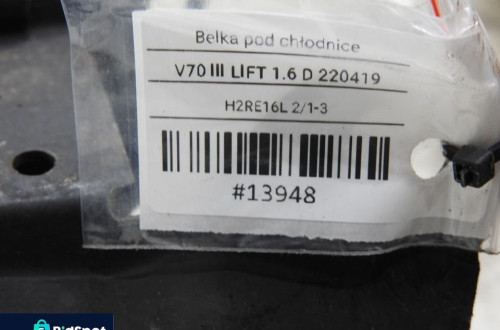 Belka pod chłodnice
V70 III LIFT 1.6 D 220419
H2RE16L 2/1-3
#13948